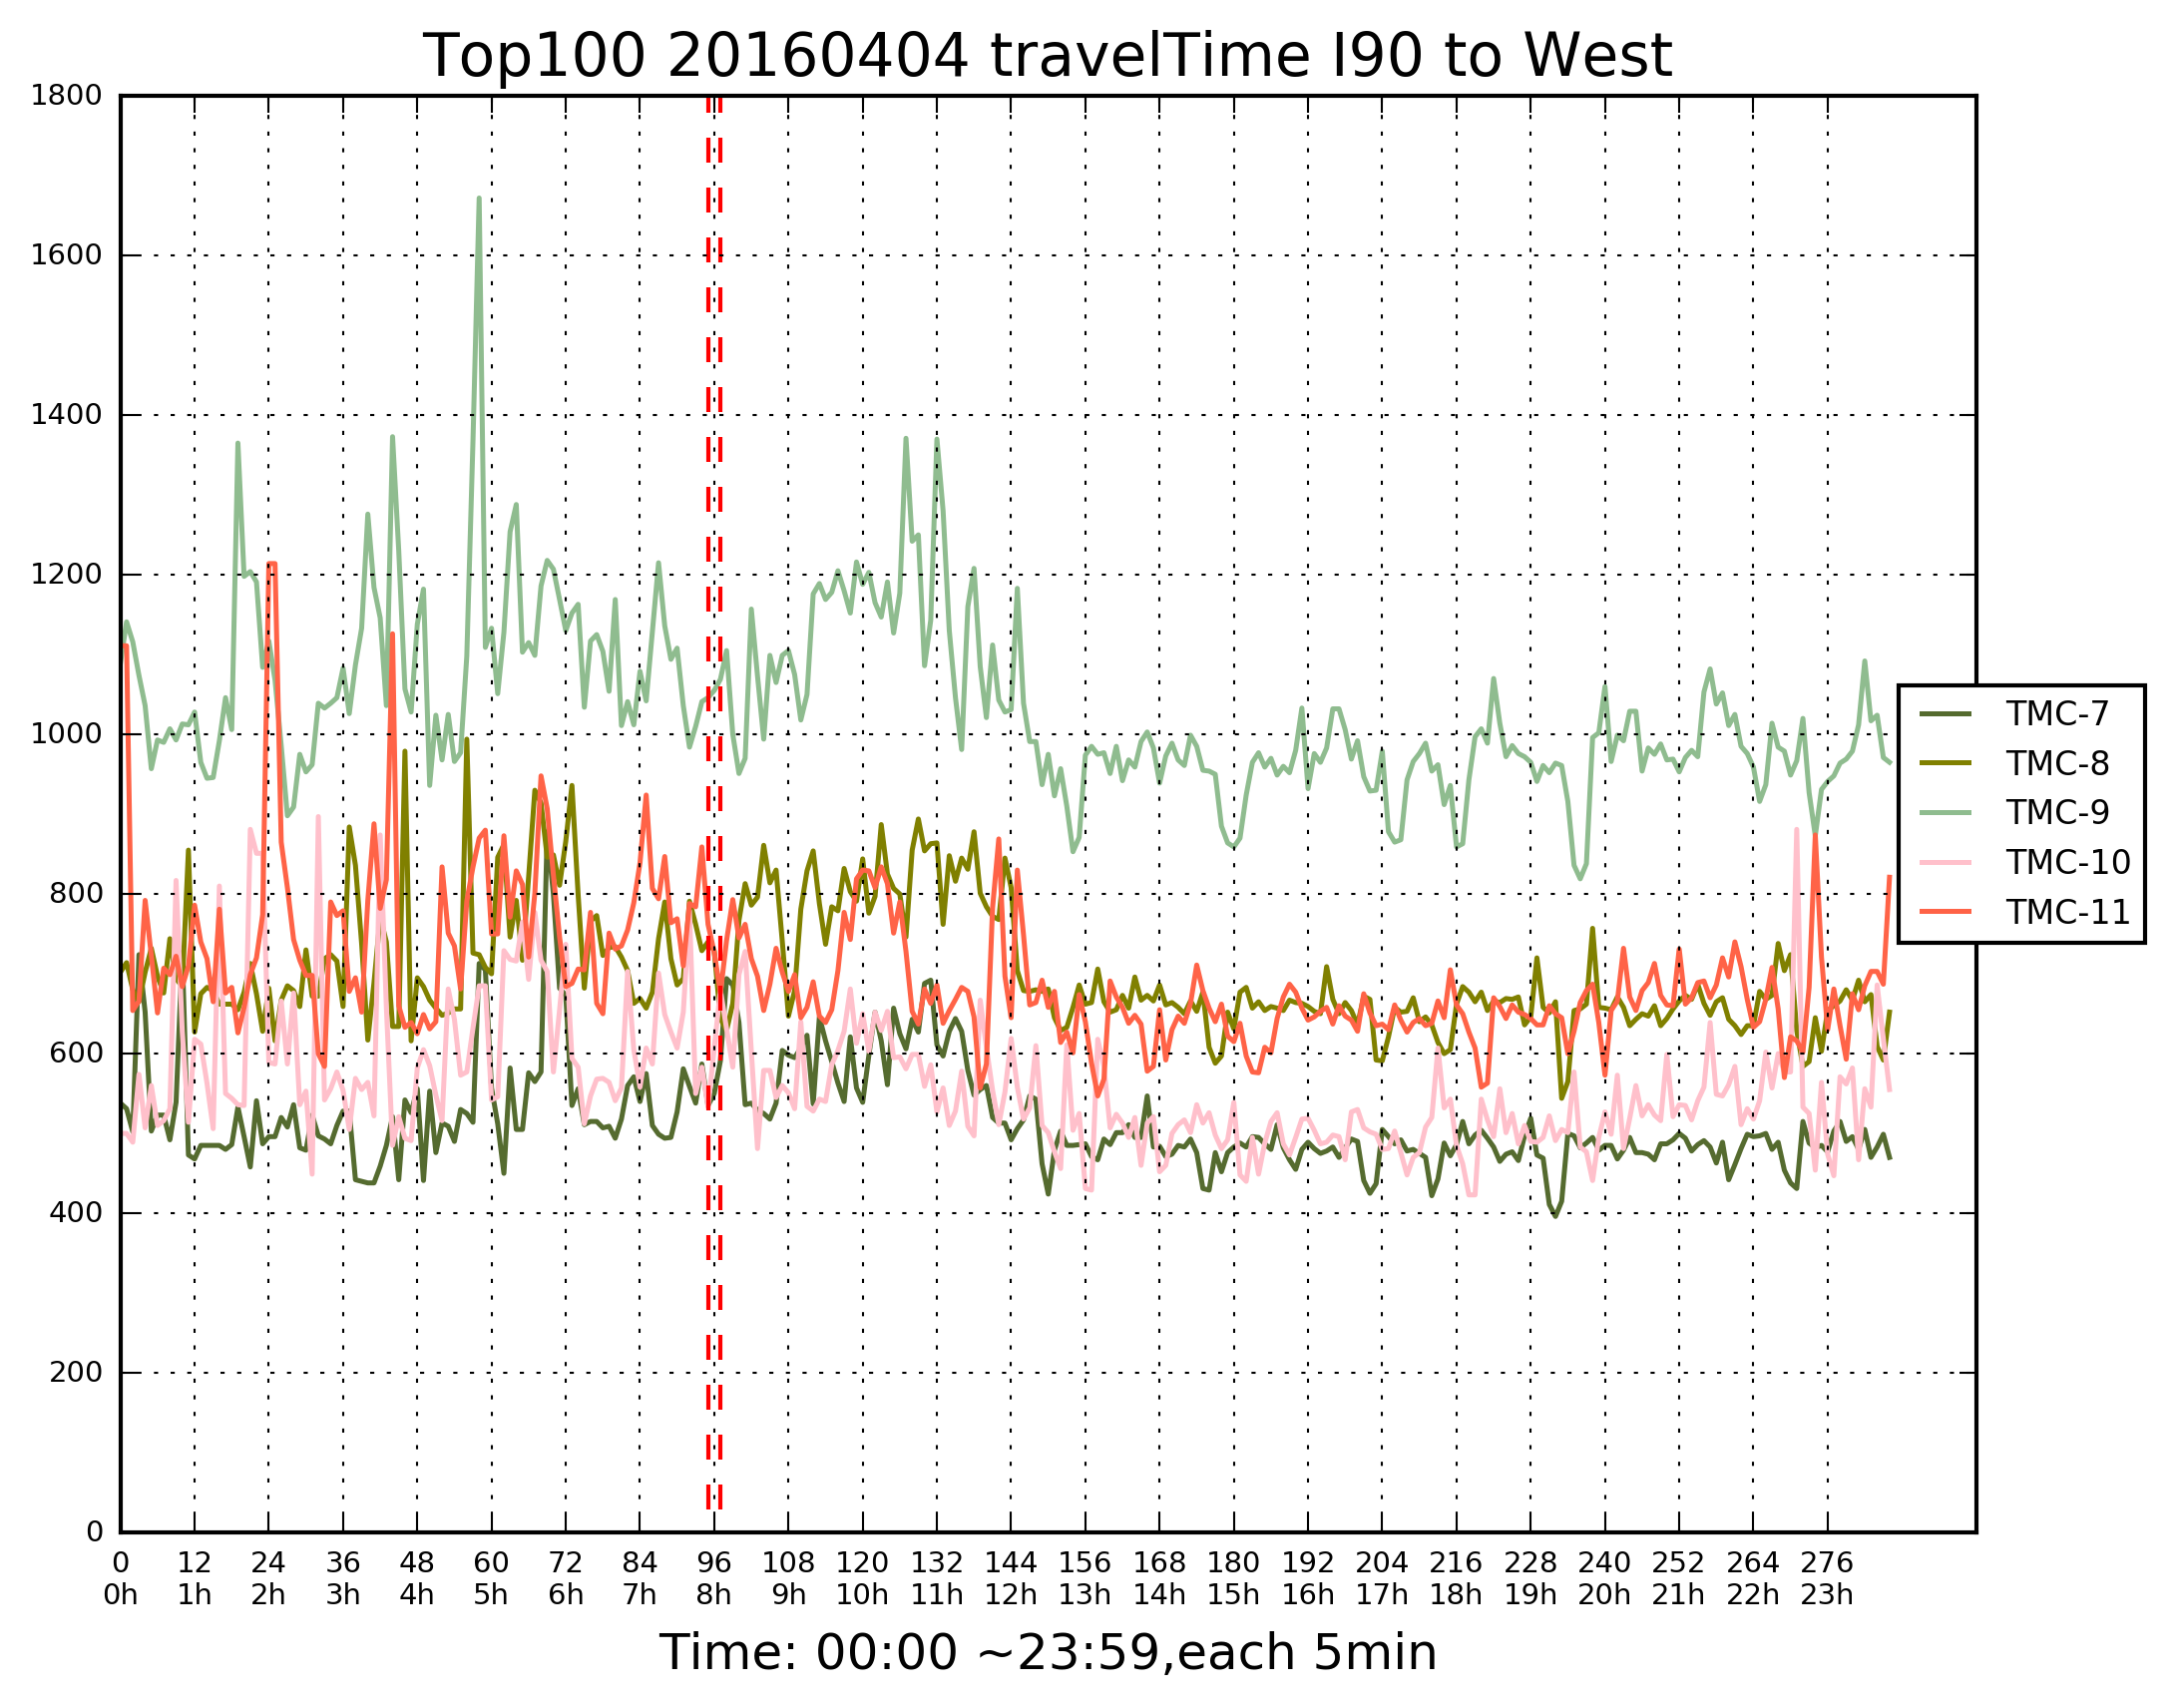 Top100 20160404 travelTime I90 to West
1800
1600
1400
1200
1000
800
600
400
200
0
TMC-7
TMC-8
TMC-9
TMC-10
TMC-11
0 12 24 36 48 60 72 84 96 108 120 132 144 156 168 180 192 204 216 228 240 252 264 276
0h 1h 2h 3h 4h 5h 6h 7h 8h 9h 10h 11h 12h 13h 14h 15h 16h 17h 18h 19h 20h 21h 22h 23h
Time: 00:00 ~23:59,each 5min